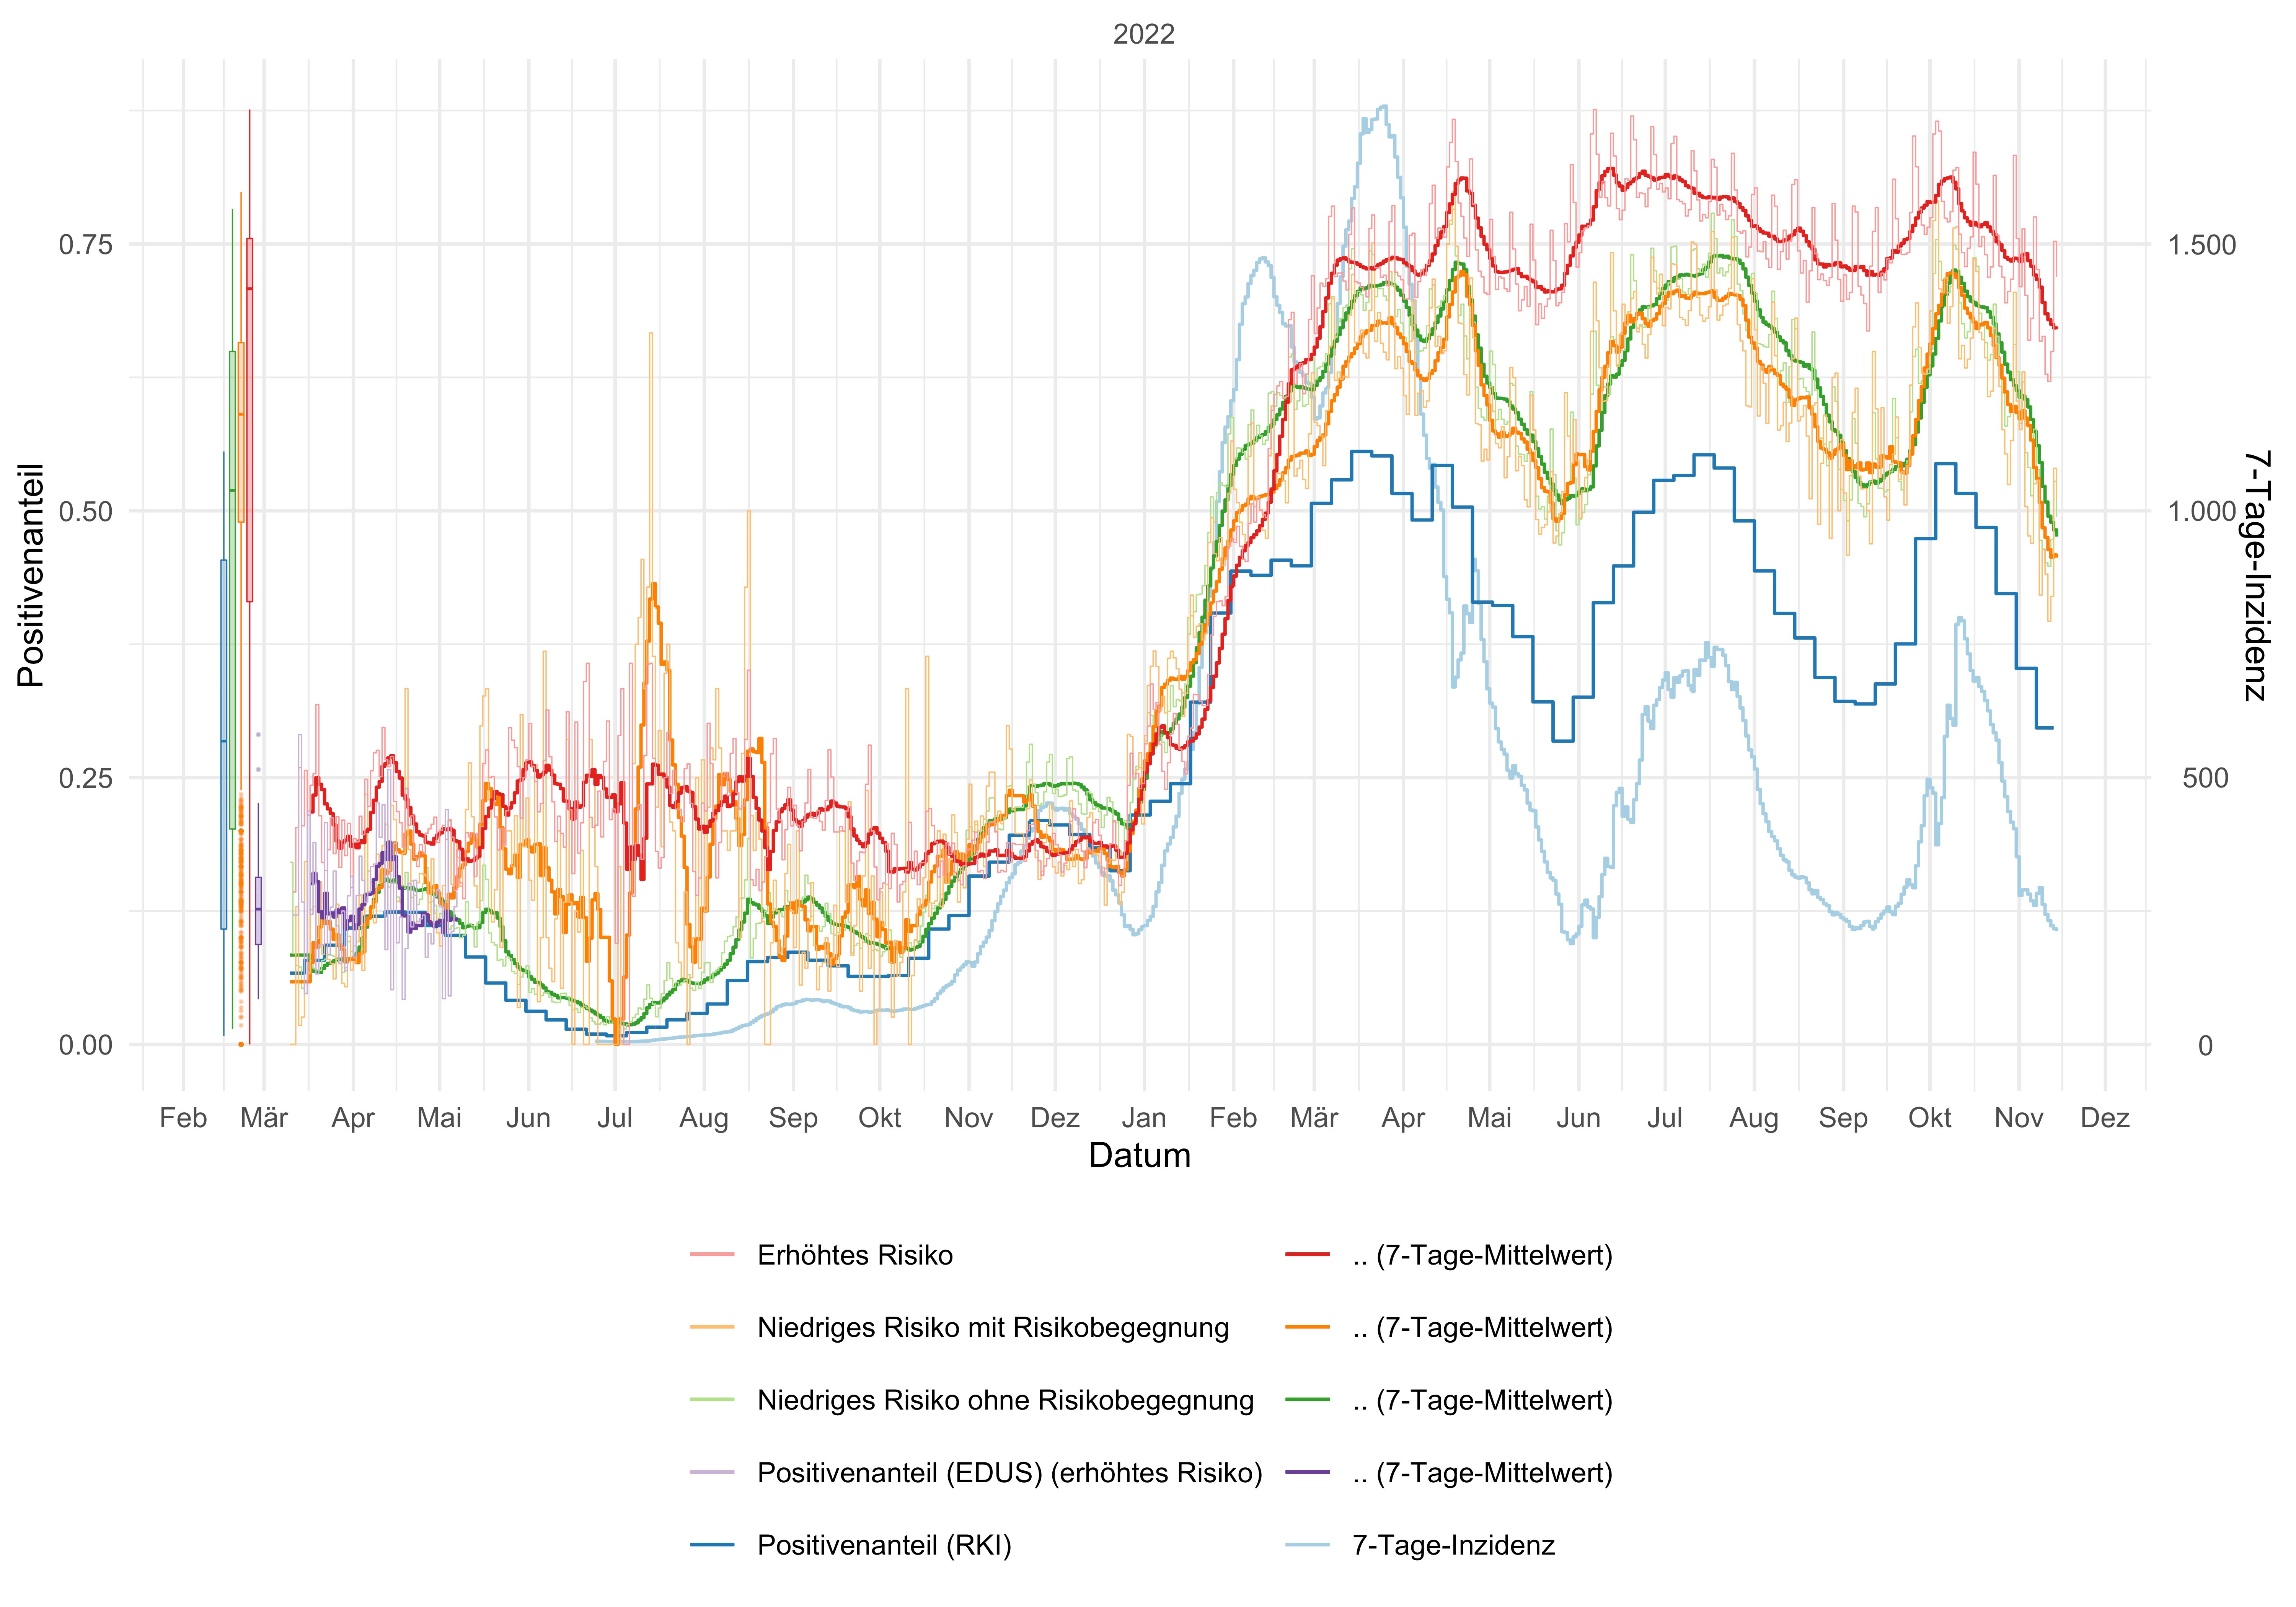 2022
Positivenanteil
0.75
0.50
0.25
0.00
1.500
1.000
500
0
7-Tage-Inzidenz
Feb Mär Apr Mai Jun Jul Aug Sep Okt Nov Dez Jan Feb Mär Apr Mai Jun Jul Aug Sep Okt Nov Dez
Datum
Erhöhtes Risiko .. (7-Tage-Mittelwert)
Niedriges Risiko mit Risikobegegnung .. (7-Tage-Mittelwert)
Niedriges Risiko ohne Risikobegegnung .. (7-Tage-Mittelwert)
Positivenanteil (EDUS) (erhöhtes Risiko) .. (7-Tage-Mittelwert)
Positivenanteil (RKI) 7-Tage-Inzidenz